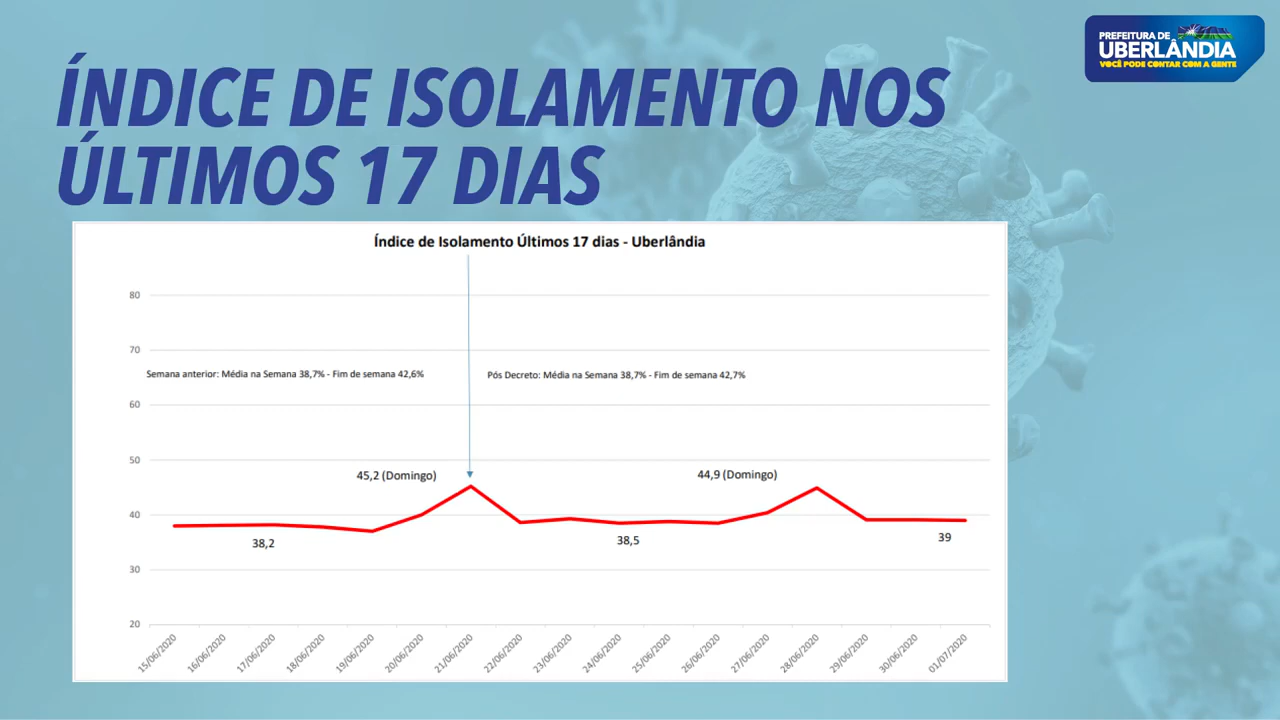 PREFEITURA DE
UBERLÂNDIA
VOCÊ PODE CONTAR COM A GENTE
ÍNDICE DE ISOLAMENTO NOS
ÚLTIMOS 17 DIAS
Índice de Isolamento Últimos 17 dias - Uberlândia
80
70
Semana anterior: Média na Semana 38,7% - Fim de semana 42,6%
Pós Decreto: Média na Semana 38,7% - Fim de semana 42,7%
60
50
45,2 (Domingo)
44,9 (Domingo)
40
38,2
38,5
39
30
20
15/06/2020
16/06/2020
17/06/2020
18/06/2020
19/06/2020
20/06/2020
21/06/2020
22/06/2020
23/06/2020
24/06/2020
25/06/2020
26/06/2020
27/06/2020
28/06/2020
29/06/2020
30/06/2020
01/07/2020